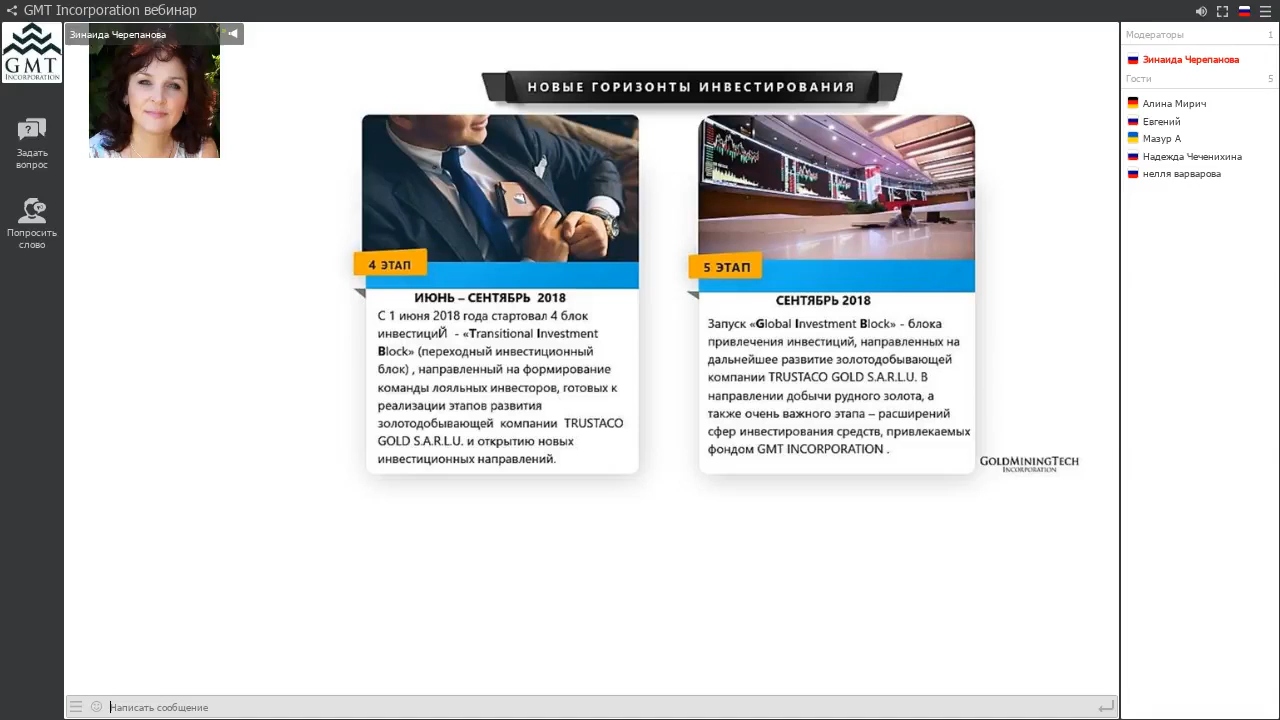 GMT Incorporation вебинар
GMT
INCORPORATION
Зинаида Черепанова
Задать
вопрос
Попросить
слово
НОВЫЕ ГОРИЗОНТЫ ИНВЕСТИРОВАНИЯ
4 ЭТАП
ИЮНЬ – СЕНТЯБРЬ 2018
С 1 июня 2018 года стартовал 4 блок
инвестициЙ - «Transitional Investment
Block» (переходный инвестиционный
блок) , направленный на формирование
команды лояльных инвесторов, готовых к
реализации этапов развития
золотодобывающей компании TRUSTACO
GOLD S.A.R.L.U. и открытию новых
инвестиционных направлений.
5 ЭТАП
СЕНТЯБРЬ 2018
Запуск «Global Investment Block» - блока
привлечения инвестиций, направленных на
дальнейшее развитие золотодобывающей
компании TRUSTACO GOLD S.A.R.L.U. В
направлении добычи рудного золота, а
также очень важного этапа – расширений
сфер инвестирования средств, привлекаемых
фондом GMT INCORPORATION .
GOLDMININGTECH
INCORPORATION
Модераторы 1
Зинаида Черепанова
Гости 5
Алина Мирич
Евгений
Мазур А
Надежда Чеченихина
нелля варварова
Написать сообщение